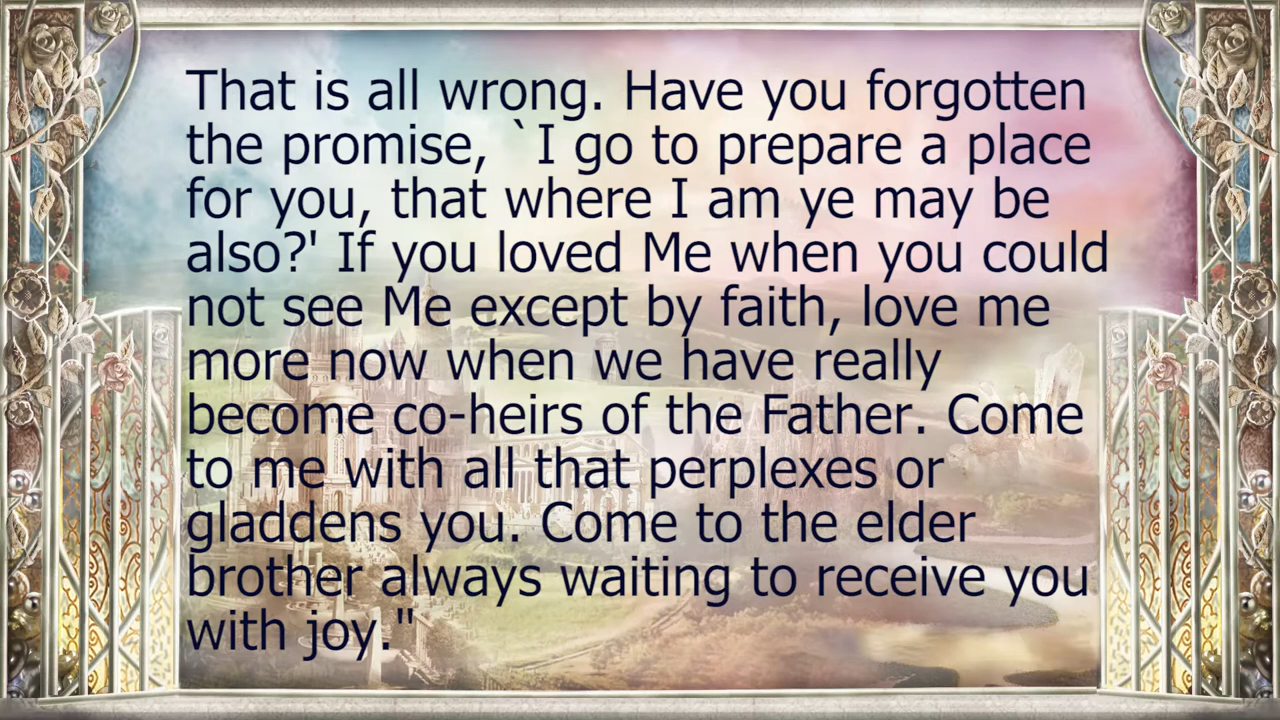 That is all wrong. Have you forgotten
the promise, `I go to prepare a place
for you, that where I am ye may be
also?' If you loved Me when you could
not see Me except by faith, love me
more now when we have really
become co-heirs of the Father. Come
to me with all that perplexes or
gladdens you. Come to the elder
brother always waiting to receive you
with joy."